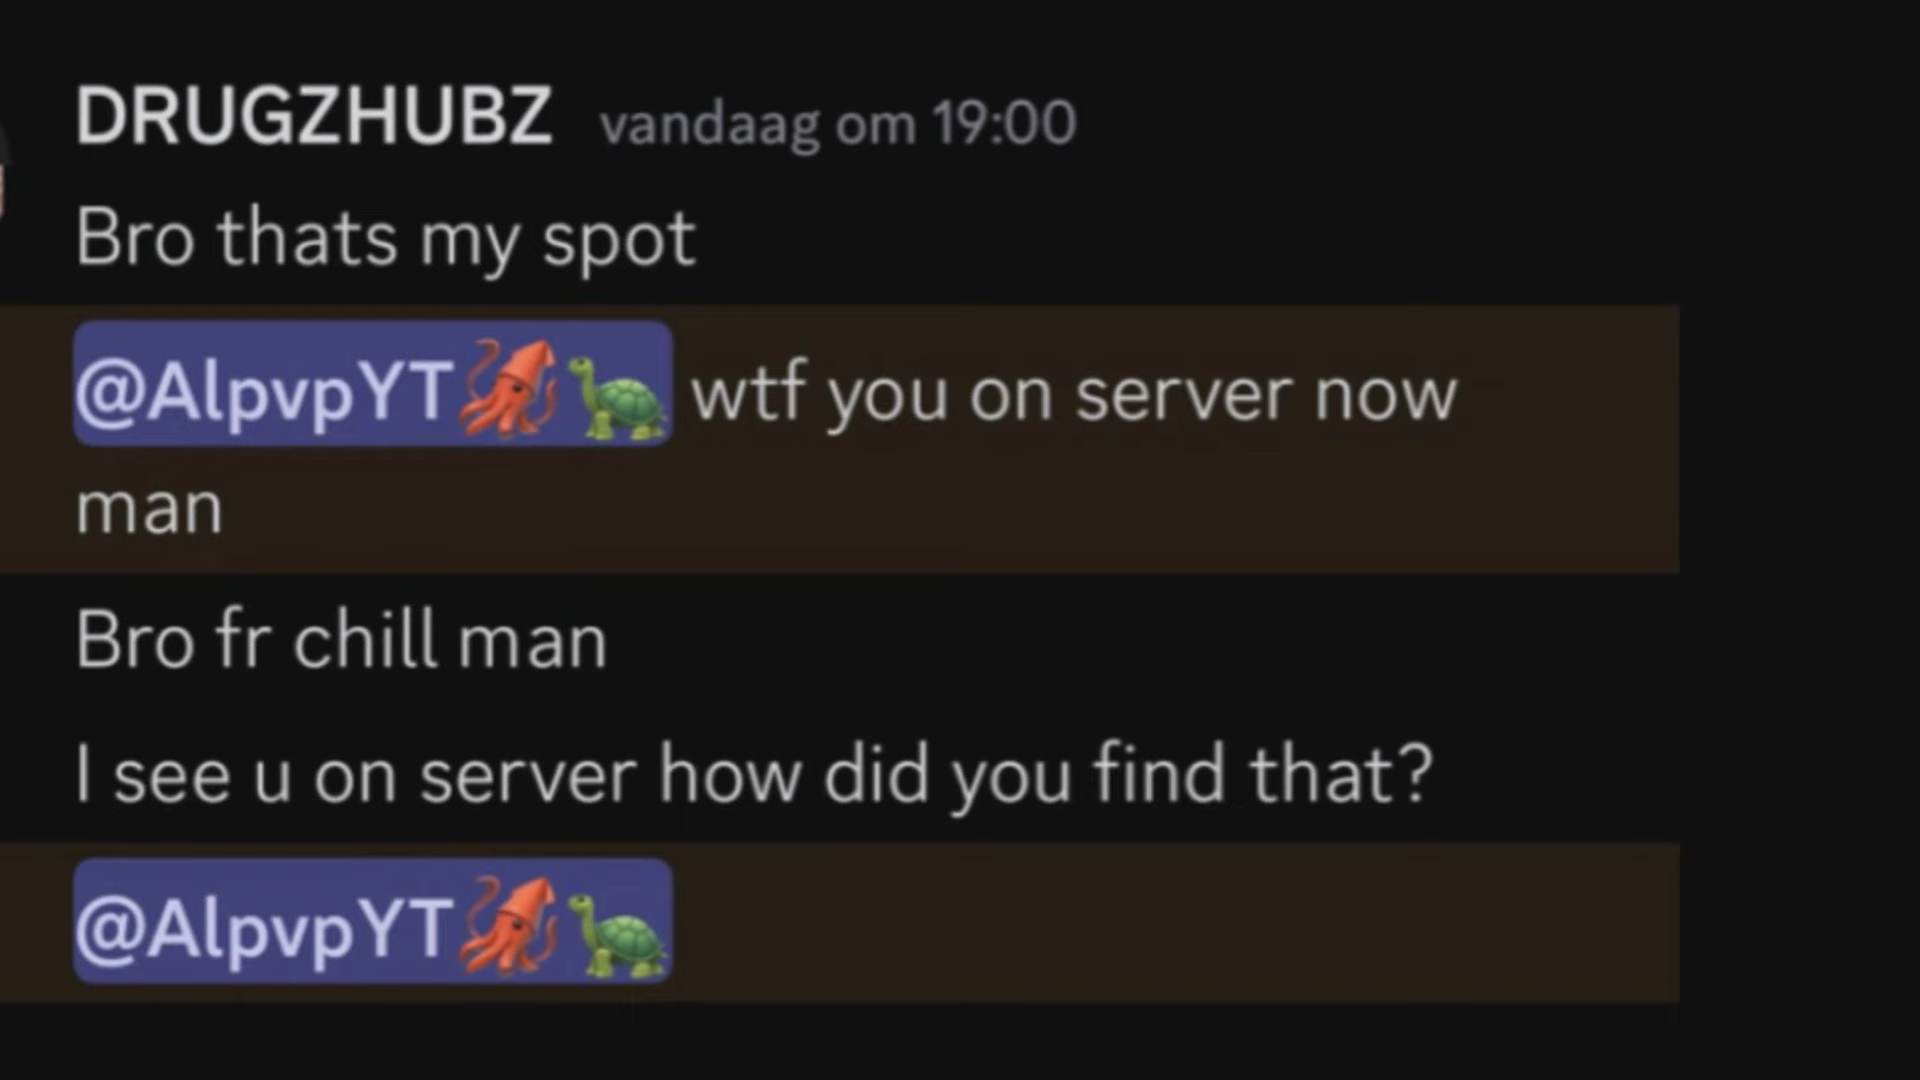 DRUGZHUBZ vandaag om 19:00
Bro thats my spot
@AlpvpYT🦑🐢 wtf you on server now
man
Bro fr chill man
I see u on server how did you find that?
@AlpvpYT🦑🐢